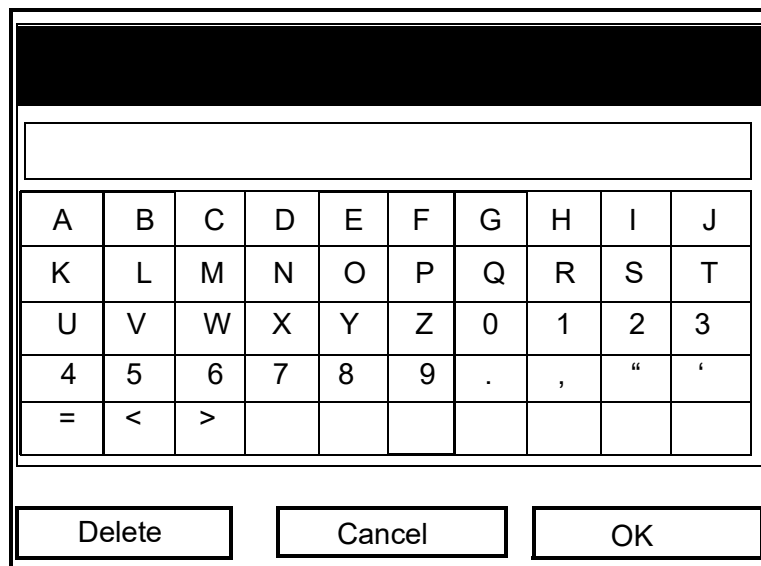 A B C D E F G H I J
K L M N O P Q R S T
U V W X Y Z 0 1 2 3
4 5 6 7 8 9 . , “ ‘
= < >
Delete Cancel OK